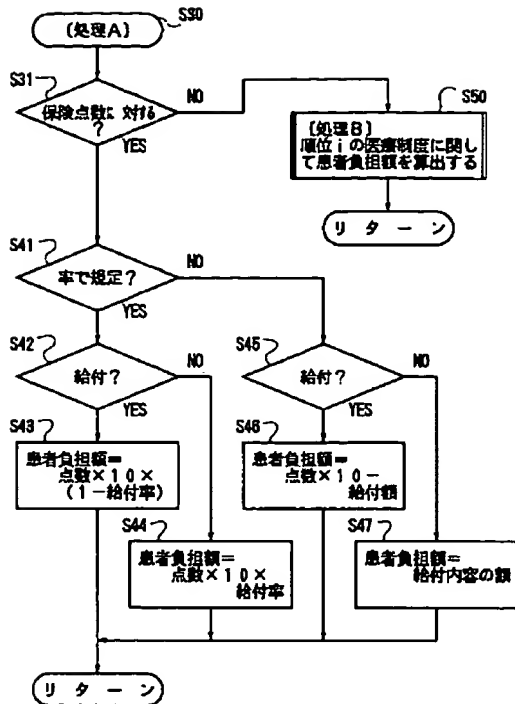 〔処理A〕
S30
S31
保険点数に対する
?
NO
YES
S50
〔処理B〕
順位iの医療制度に関し
て患者負担額を算出する
リターン
S41
率で規定?
NO
YES
S42
給付?
NO
YES
S45
給付?
NO
YES
S43
患者負担額=
点数×10×
(1-給付率)
S46
患者負担額=
点数×10-
給付額
S44
患者負担額=
点数×10×
給付率
S47
患者負担額=
給付内容の額
リターン